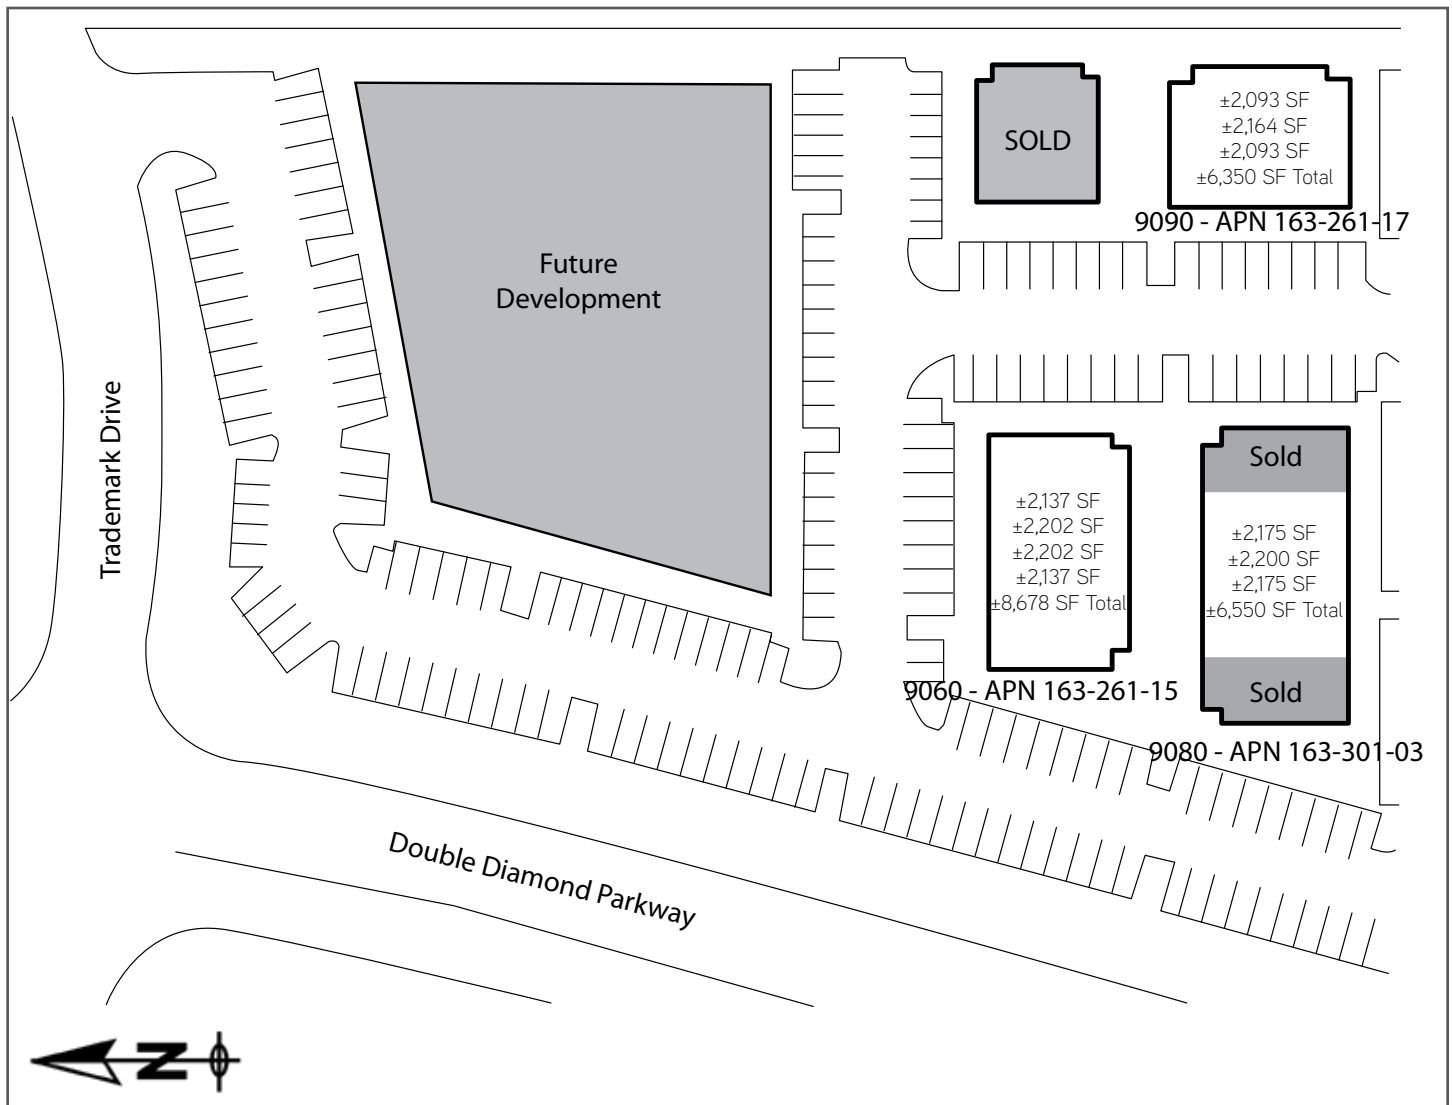 SOLD
±2,093 SF
±2,164 SF
±2,093 SF
±6,350 SF Total
9090 - APN 163-261-17
Future
Development
Trademark Drive
±2,137 SF
±2,202 SF
±2,202 SF
±2,137 SF
±8,678 SF Total
9060 - APN 163-261-15
Sold
±2,175 SF
±2,200 SF
±2,175 SF
±6,550 SF Total
Sold
9080 - APN 163-301-03
Double Diamond Parkway
N